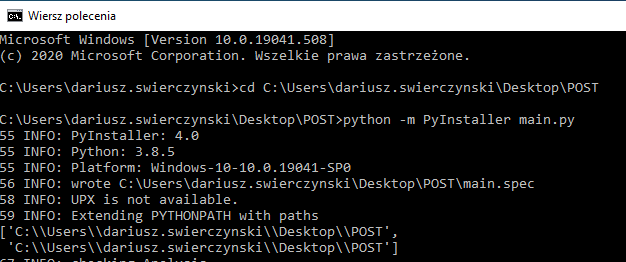 Wiersz polecenia
Microsoft Windows [Version 10.0.19041.508]
(c) 2020 Microsoft Corporation. Wszelkie prawa zastrzeżone.
C:\Users\dariusz.swierczynski>cd C:\Users\dariusz.swierczynski\Desktop\POST
C:\Users\dariusz.swierczynski\Desktop\POST>python -m PyInstaller main.py
55 INFO: PyInstaller: 4.0
55 INFO: Python: 3.8.5
55 INFO: Platform: Windows-10-10.0.19041-SP0
56 INFO: wrote C:\Users\dariusz.swierczynski\Desktop\POST\main.spec
58 INFO: UPX is not available.
59 INFO: Extending PYTHONPATH with paths
['C:\\Users\\dariusz.swierczynski\\Desktop\\POST',
'C:\\Users\\dariusz.swierczynski\\Desktop\\POST']
67 INFO: checking Analysis